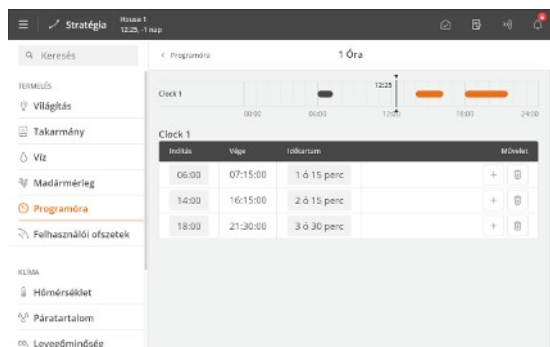 Stratégia
House 1
12:25, -1 nap
6
Keresés
< Programóra
1 Óra
TERMELÉS
Világítás
Takarmány
Víz
Madármérleg
Programóra
Felhasználói ofszetek
KLÍMA
Hőmérséklet
Páratartalom
CO₂ Levegőminőség
Clock 1
12:25
00:00 06:00 12:00 18:00 24:00
Clock 1
Indítás Vége Időtartam Művelet
06:00 07:15:00 1 ó 15 perc
14:00 16:15:00 2 ó 15 perc
18:00 21:30:00 3 ó 30 perc